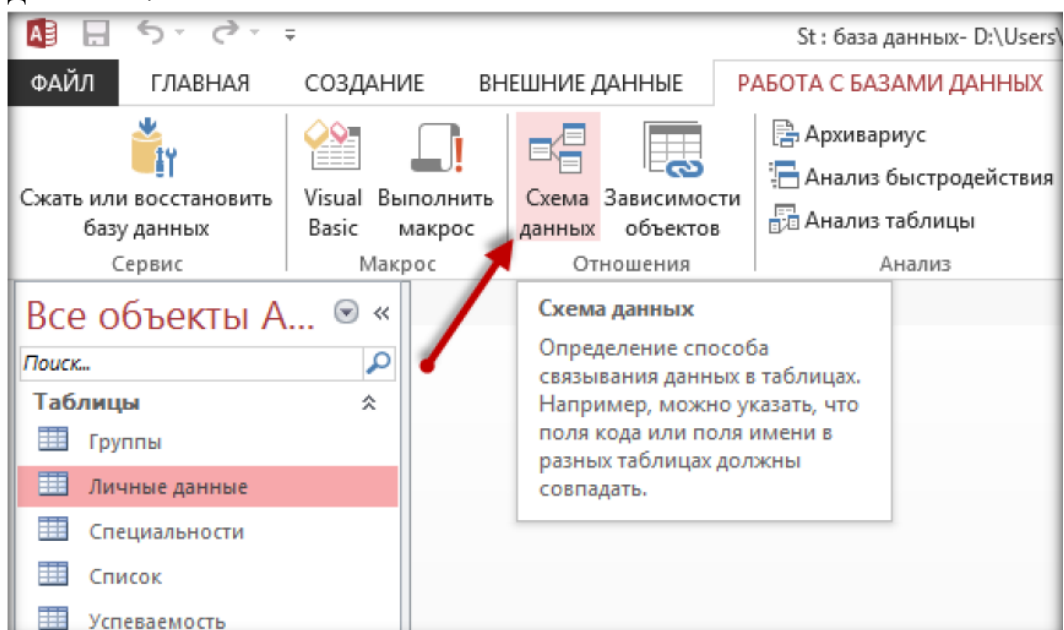 St : база данных- D:\Users\
ФАЙЛ ГЛАВНАЯ СОЗДАНИЕ ВНЕШНИЕ ДАННЫЕ РАБОТА С БАЗАМИ ДАННЫХ
Сжать или восстановить
базу данных
Сервис
Visual
Basic
Выполнить
макрос
Макрос
Схема
данных
Зависимости
объектов
Отношения
Архивариус
Анализ быстродействия
Анализ таблицы
Анализ
Все объекты A... «
Поиск...
Таблицы
Группы
Личные данные
Специальности
Список
Успеваемость
Схема данных
Определение способа
связывания данных в таблицах.
Например, можно указать, что
поля кода или поля имени в
разных таблицах должны
совпадать.